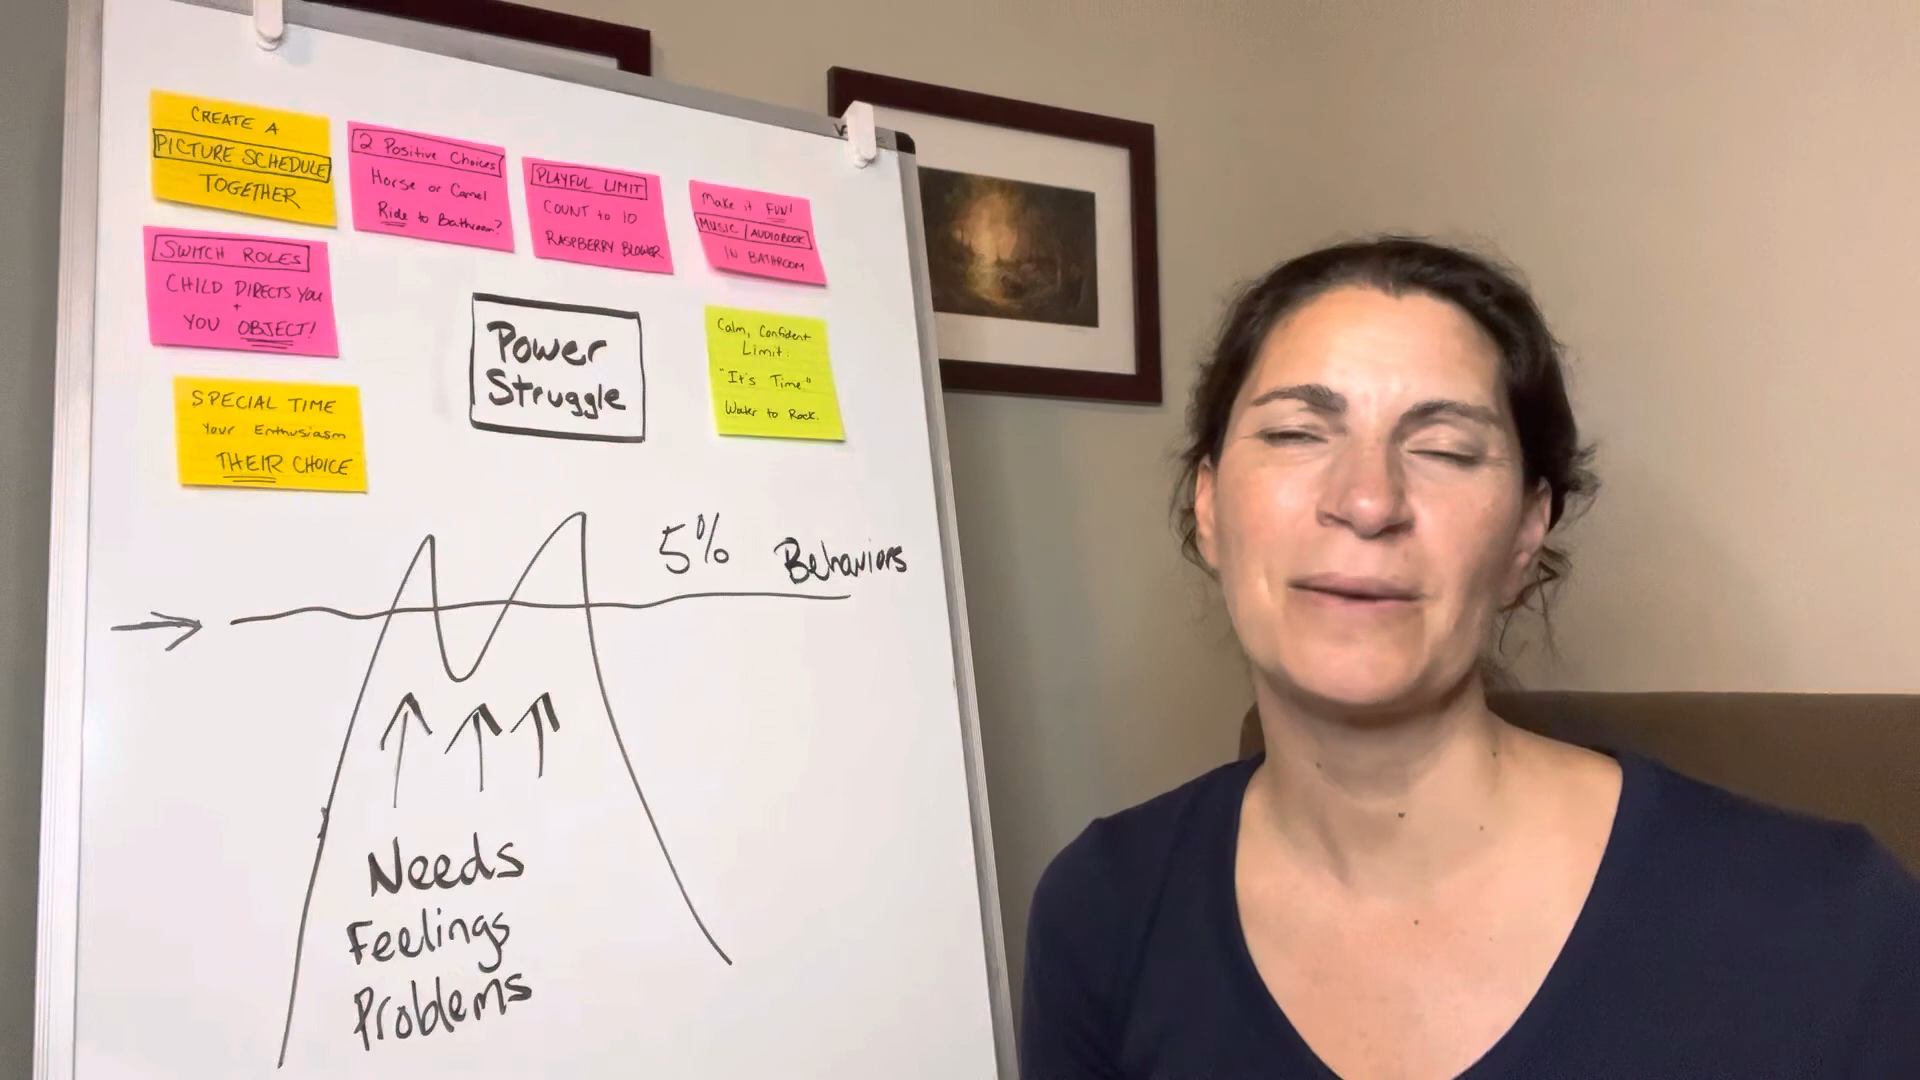 CREATE A
PICTURE SCHEDULE
TOGETHER
2 Positive Choices
Horse or Camel
Ride to Bathroom?
PLAYFUL LIMIT
COUNT to 10
RASPBERRY BLOWER
Make it FUN!
MUSIC / AUDIOBOOK
IN BATHROOM
SWITCH ROLES
CHILD DIRECTS YOU
+
YOU OBJECT!
Power
Struggle
Calm, Confident
Limit:
"It's Time."
Water to Rock.
SPECIAL TIME
Your Enthusiasm
THEIR CHOICE
5% Behaviors
Needs
Feelings
Problems